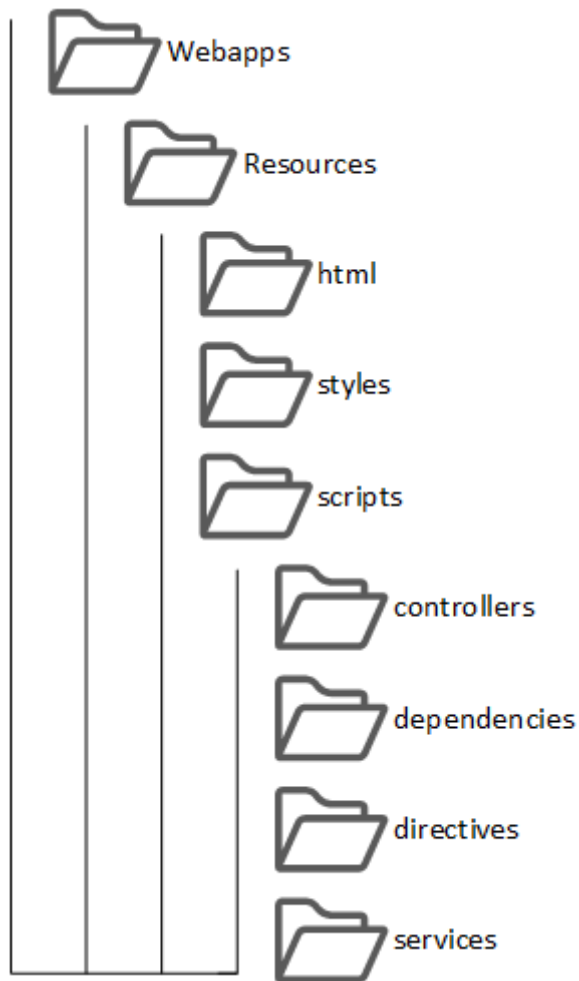 Webapps
Resources
html
styles
scripts
controllers
dependencies
directives
services